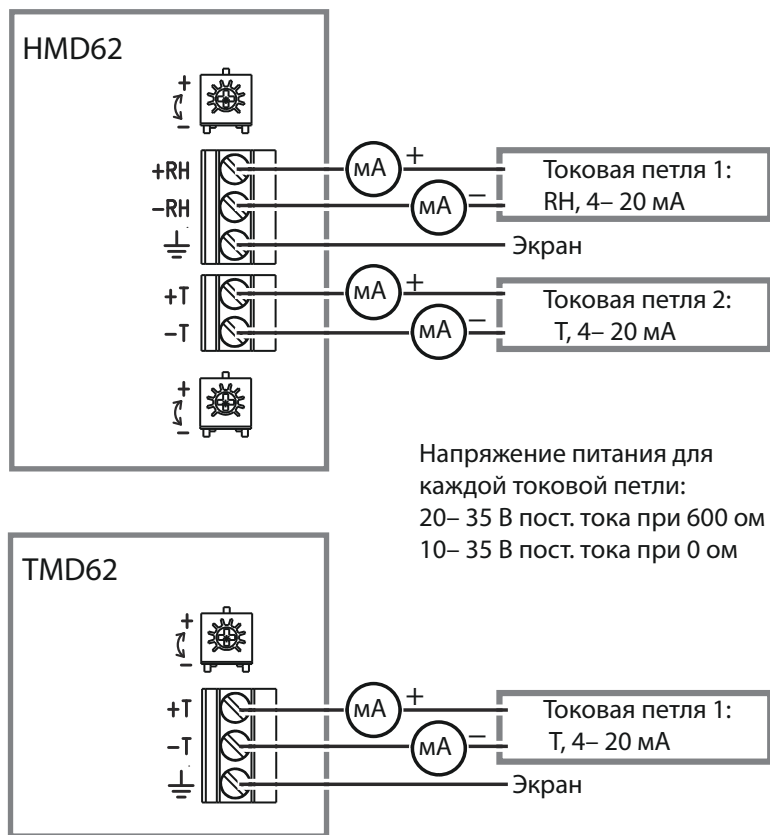 HMD62
+
−
+RH
−RH
мА +
мА −
Токовая петля 1:
RH, 4– 20 мА
Экран
+T
−T
мА +
мА −
Токовая петля 2:
T, 4– 20 мА
+
−
Напряжение питания для
каждой токовой петли:
20– 35 В пост. тока при 600 ом
10– 35 В пост. тока при 0 ом
TMD62
+
−
+T
−T
мА +
мА −
Токовая петля 1:
T, 4– 20 мА
Экран